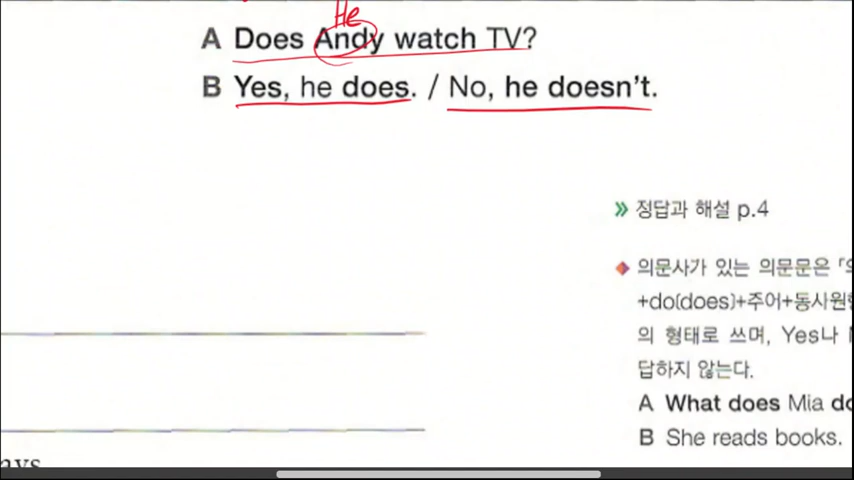 He
A Does Andy watch TV?
B Yes, he does. / No, he doesn't.
» 정답과 해설 p.4
의문사가 있는 의문문은 「의
+do(does)+주어+동사원형
의 형태로 쓰며, Yes나 N
답하지 않는다.
A What does Mia do
B She reads books.
ays